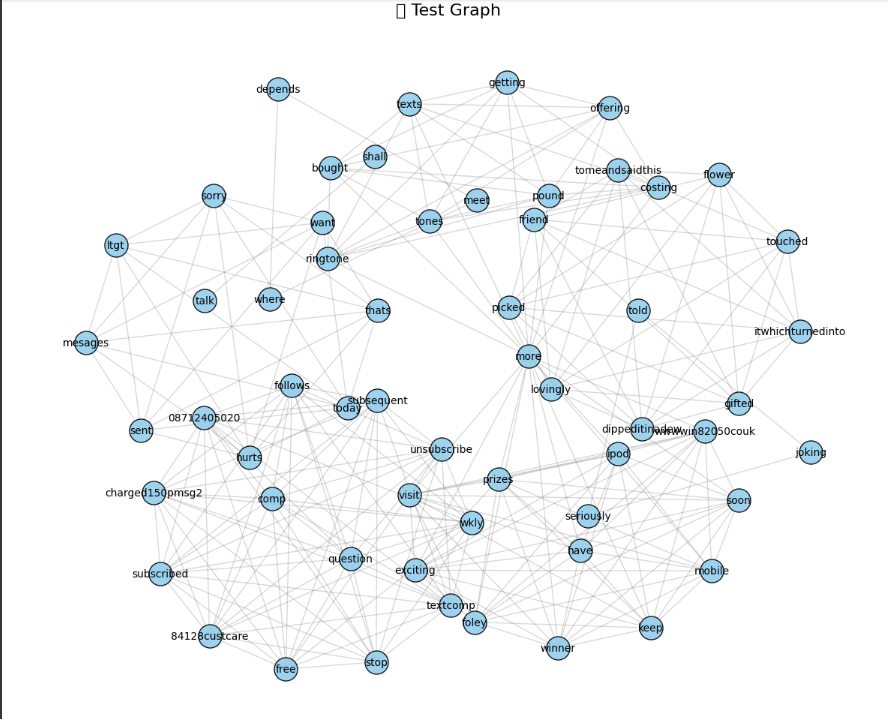 Test Graph
getting
depends
texts
offering
shall
bought
tomeandsaidthis
flower
costing
sorry
meet
pound
want
tones
friend
touched
ltgt
ringtone
talk
where
thats
picked
told
itwhichturnedinto
mesages
more
follows
lovingly
today
subsequent
gifted
08712405020
sent
dippeditinadew
wwwwin82050couk
unsubscribe
joking
hurts
ipod
prizes
charged150pmsg2
comp
visit
soon
seriously
wkly
have
question
exciting
mobile
subscribed
textcomp
foley
keep
84128custcare
winner
free
stop